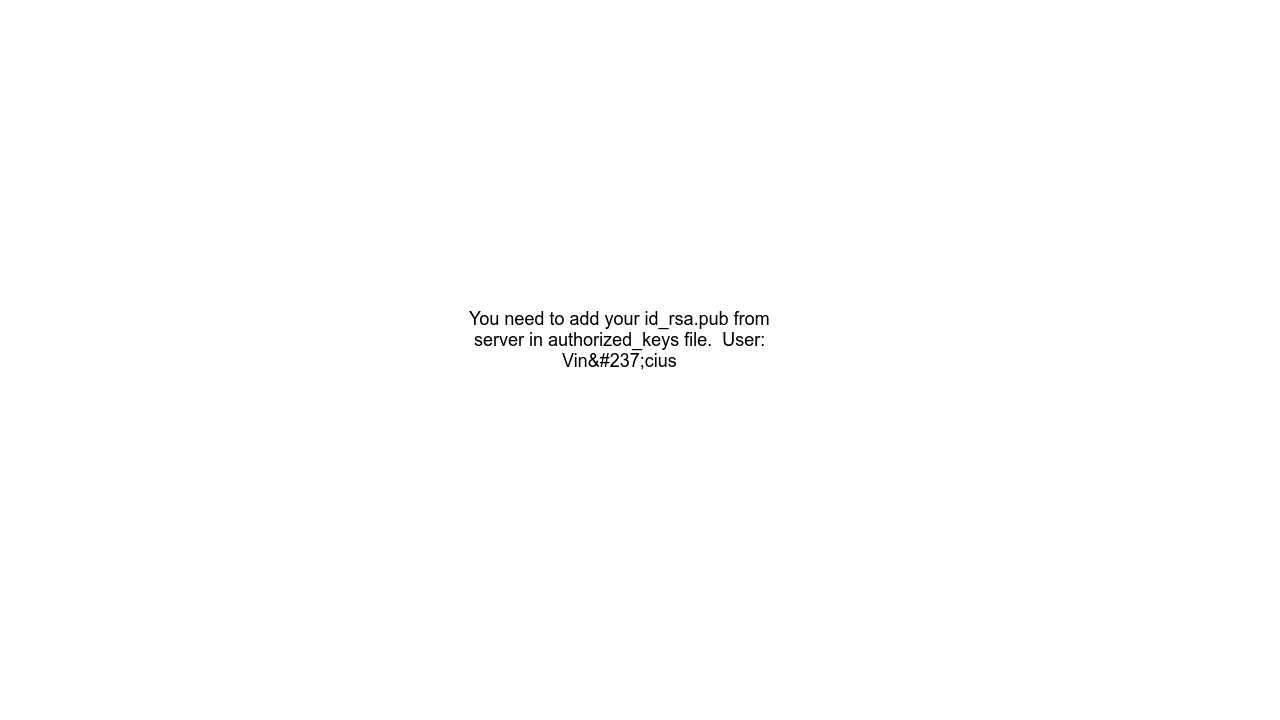 You need to add your id_rsa.pub from
server in authorized_keys file.  User:
Vin&#237;cius